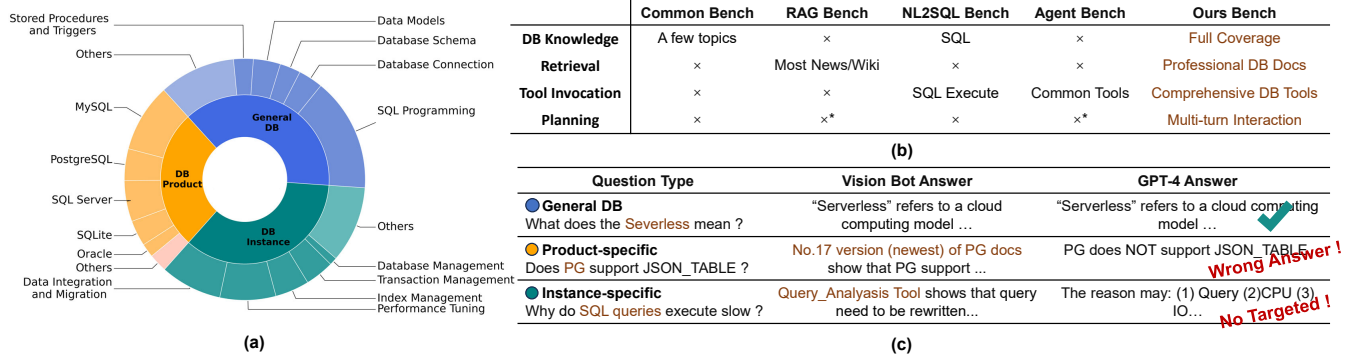 Stored Procedures
and Triggers
Others
MySQL
PostgreSQL
SQL Server
SQLite
Oracle
Others
Data Integration
and Migration
Data Models
Database Schema
Database Connection
SQL Programming
Others
Database Management
Transaction Management
Index Management
Performance Tuning
General
DB
DB
Product
DB
Instance
(a)
Common Bench RAG Bench NL2SQL Bench Agent Bench Ours Bench
DB Knowledge A few topics × SQL × Full Coverage
Retrieval × Most News/Wiki × × Professional DB Docs
Tool Invocation × × SQL Execute Common Tools Comprehensive DB Tools
Planning × ×* × ×* Multi-turn Interaction
(b)
Question Type Vision Bot Answer GPT-4 Answer
General DB “Serverless” refers to a cloud “Serverless” refers to a cloud computing
What does the Severless mean ? computing model … model …
Product-specific No.17 version (newest) of PG docs PG does NOT support JSON_TABLE
Does PG support JSON_TABLE ? show that PG support ...
Wrong Answer !
Instance-specific Query_Analyasis Tool shows that query The reason may: (1) Query (2)CPU (3)
Why do SQL queries execute slow ? need to be rewritten... IO…
No Targeted !
(c)